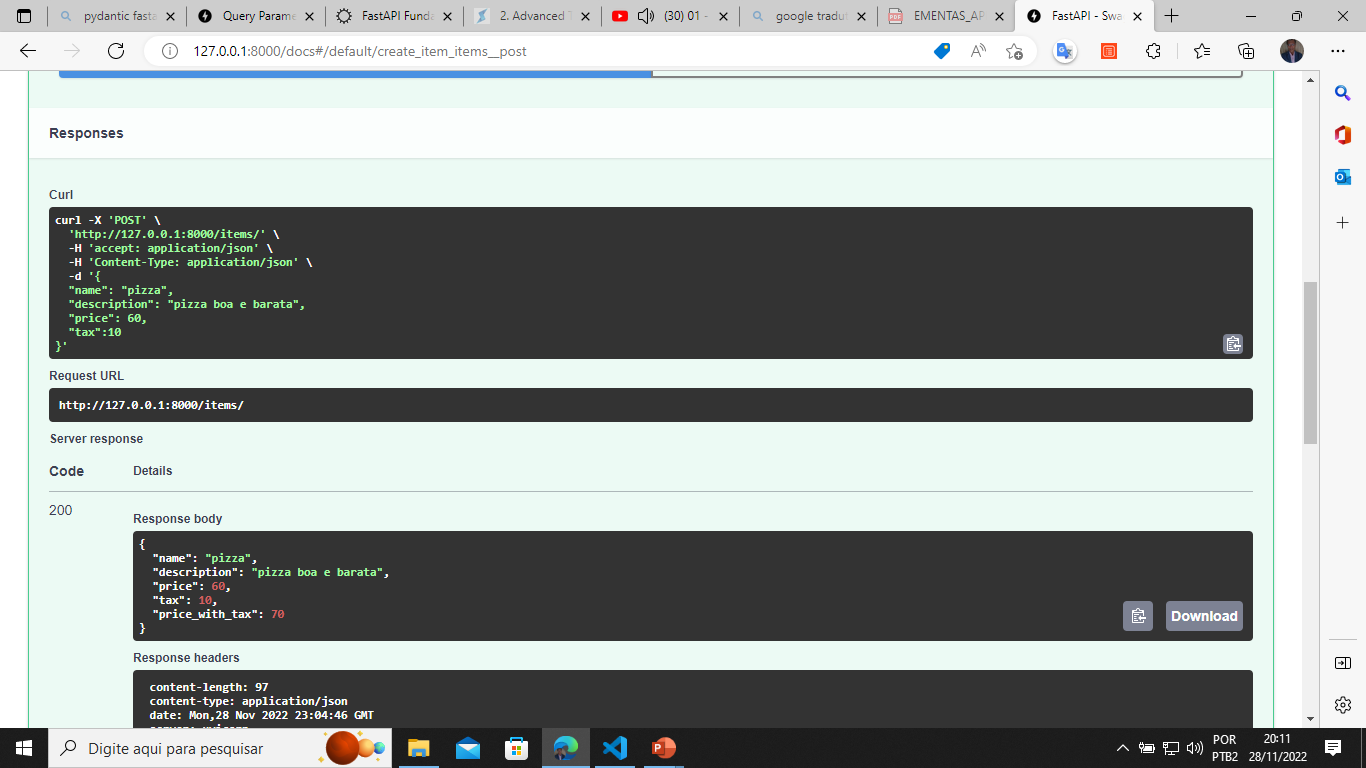 pydantic fasta
Query Parame
FastAPI Funda
2. Advanced T
(30) 01 -
google tradut
EMENTAS_AP
FastAPI - Swa
127.0.0.1:8000/docs#/default/create_item_items__post
Responses
Curl
curl -X 'POST' \
'http://127.0.0.1:8000/items/' \
-H 'accept: application/json' \
-H 'Content-Type: application/json' \
-d '{
"name": "pizza",
"description": "pizza boa e barata",
"price": 60,
"tax":10
}'
Request URL
http://127.0.0.1:8000/items/
Server response
Code Details
200
Response body
{
"name": "pizza",
"description": "pizza boa e barata",
"price": 60,
"tax": 10,
"price_with_tax": 70
}
Download
Response headers
content-length: 97
content-type: application/json
date: Mon,28 Nov 2022 23:04:46 GMT
Digite aqui para pesquisar
POR
PTB2
20:11
28/11/2022